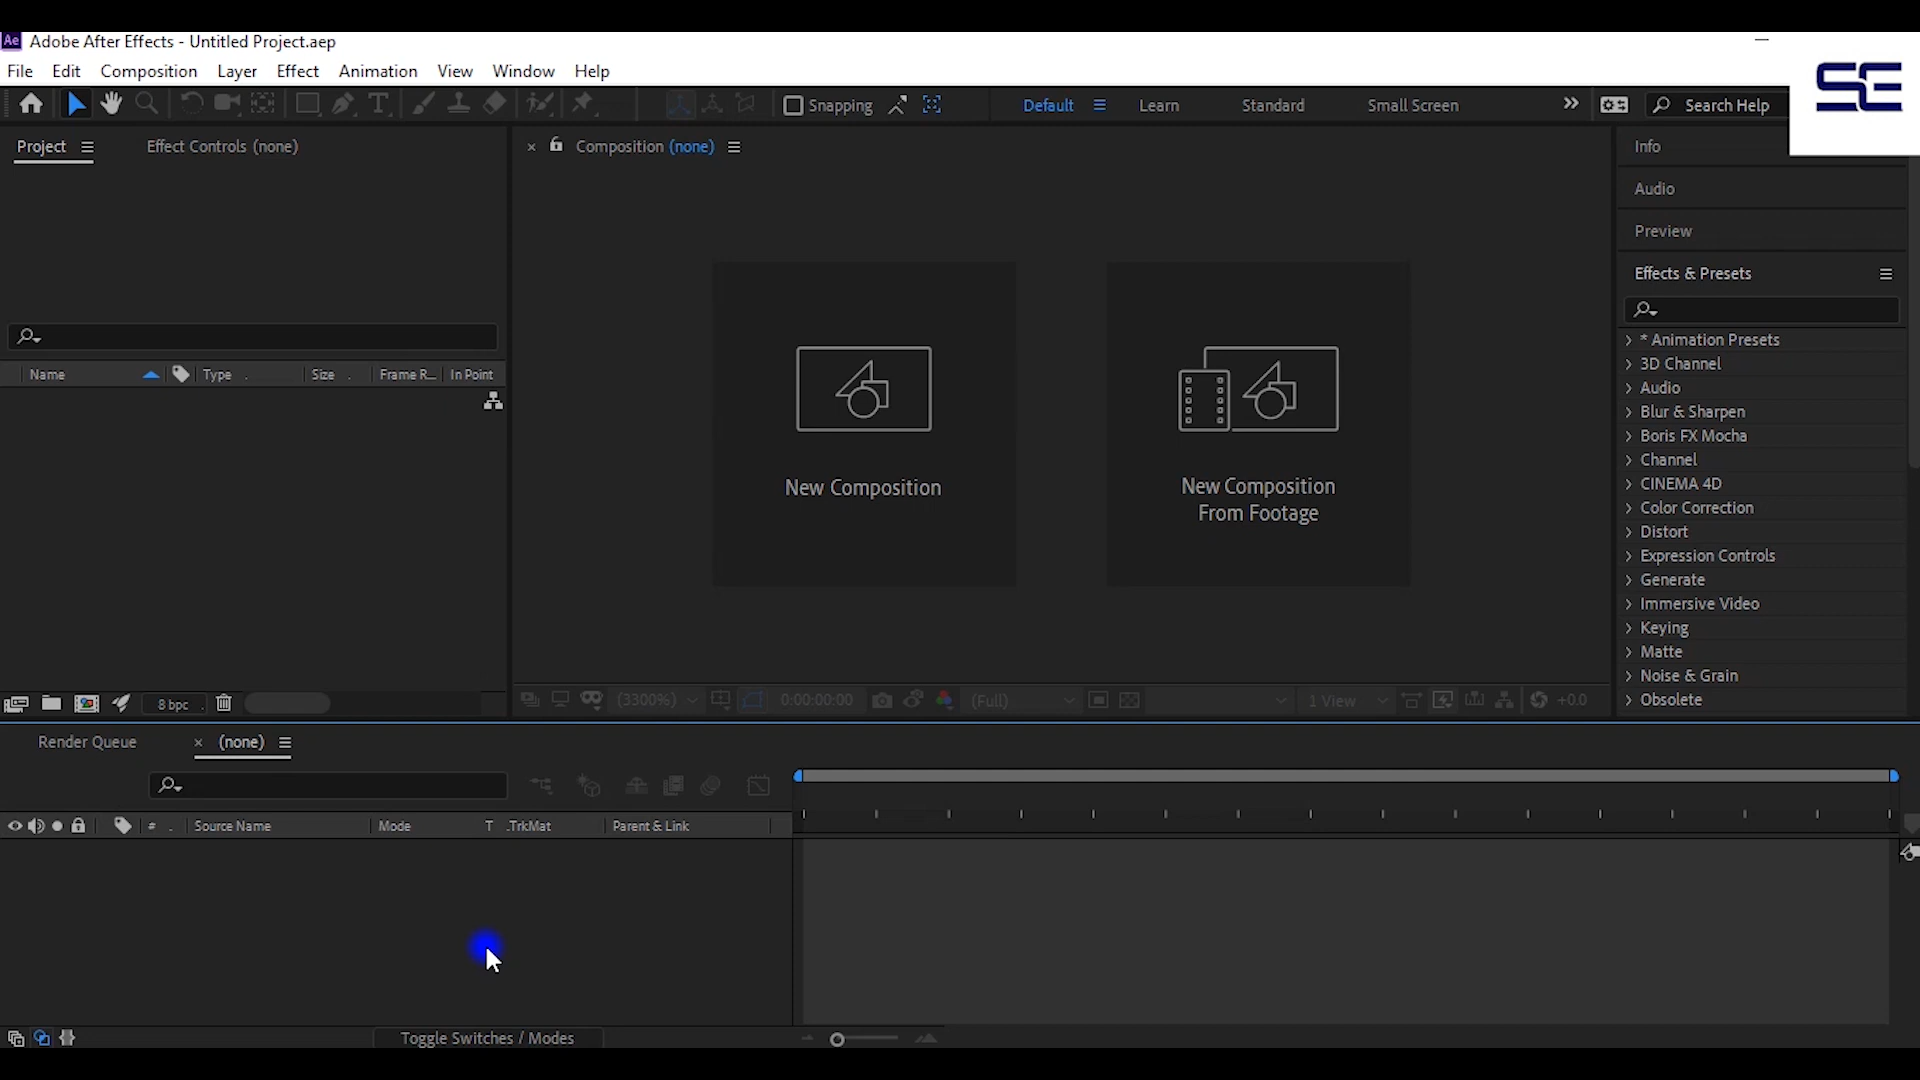 Ae Adobe After Effects - Untitled Project.aep
File Edit Composition Layer Effect Animation View Window Help
SE
T Snapping Default Learn Standard Small Screen Search Help
Project Effect Controls (none)
Composition (none)
Info
Audio
Preview
Effects & Presets
Name Type Size Frame R... In Point
New Composition
New Composition
From Footage
* Animation Presets
3D Channel
Audio
Blur & Sharpen
Boris FX Mocha
Channel
CINEMA 4D
Color Correction
Distort
Expression Controls
Generate
Immersive Video
Keying
Matte
Noise & Grain
Obsolete
8 bpc
(3300%) 0:00:00:00 (Full) 1 View +0.0
Render Queue (none)
# Source Name Mode T .TrkMat Parent & Link
Toggle Switches / Modes